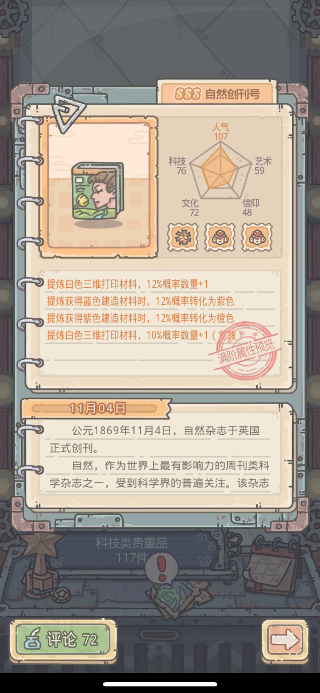 SSS 自然创刊号
人气
107
科技
76
艺术
59
文化
72
信仰
48
提炼白色三维打印材料，12%概率数量+1
提炼获得蓝色建造材料时，12%概率转化为紫色
提炼获得紫色建造材料时，12%概率转化为橙色
提炼白色三维打印材料，10%概率数量+1（
满阶属性预览
11月04日
公元1869年11月4日，自然杂志于英国
正式创刊。
自然，作为世界上最有影响力的周刊类科
学杂志之一，受到科学界的普遍关注。该杂志
科技类贵重品
117件
评论 72